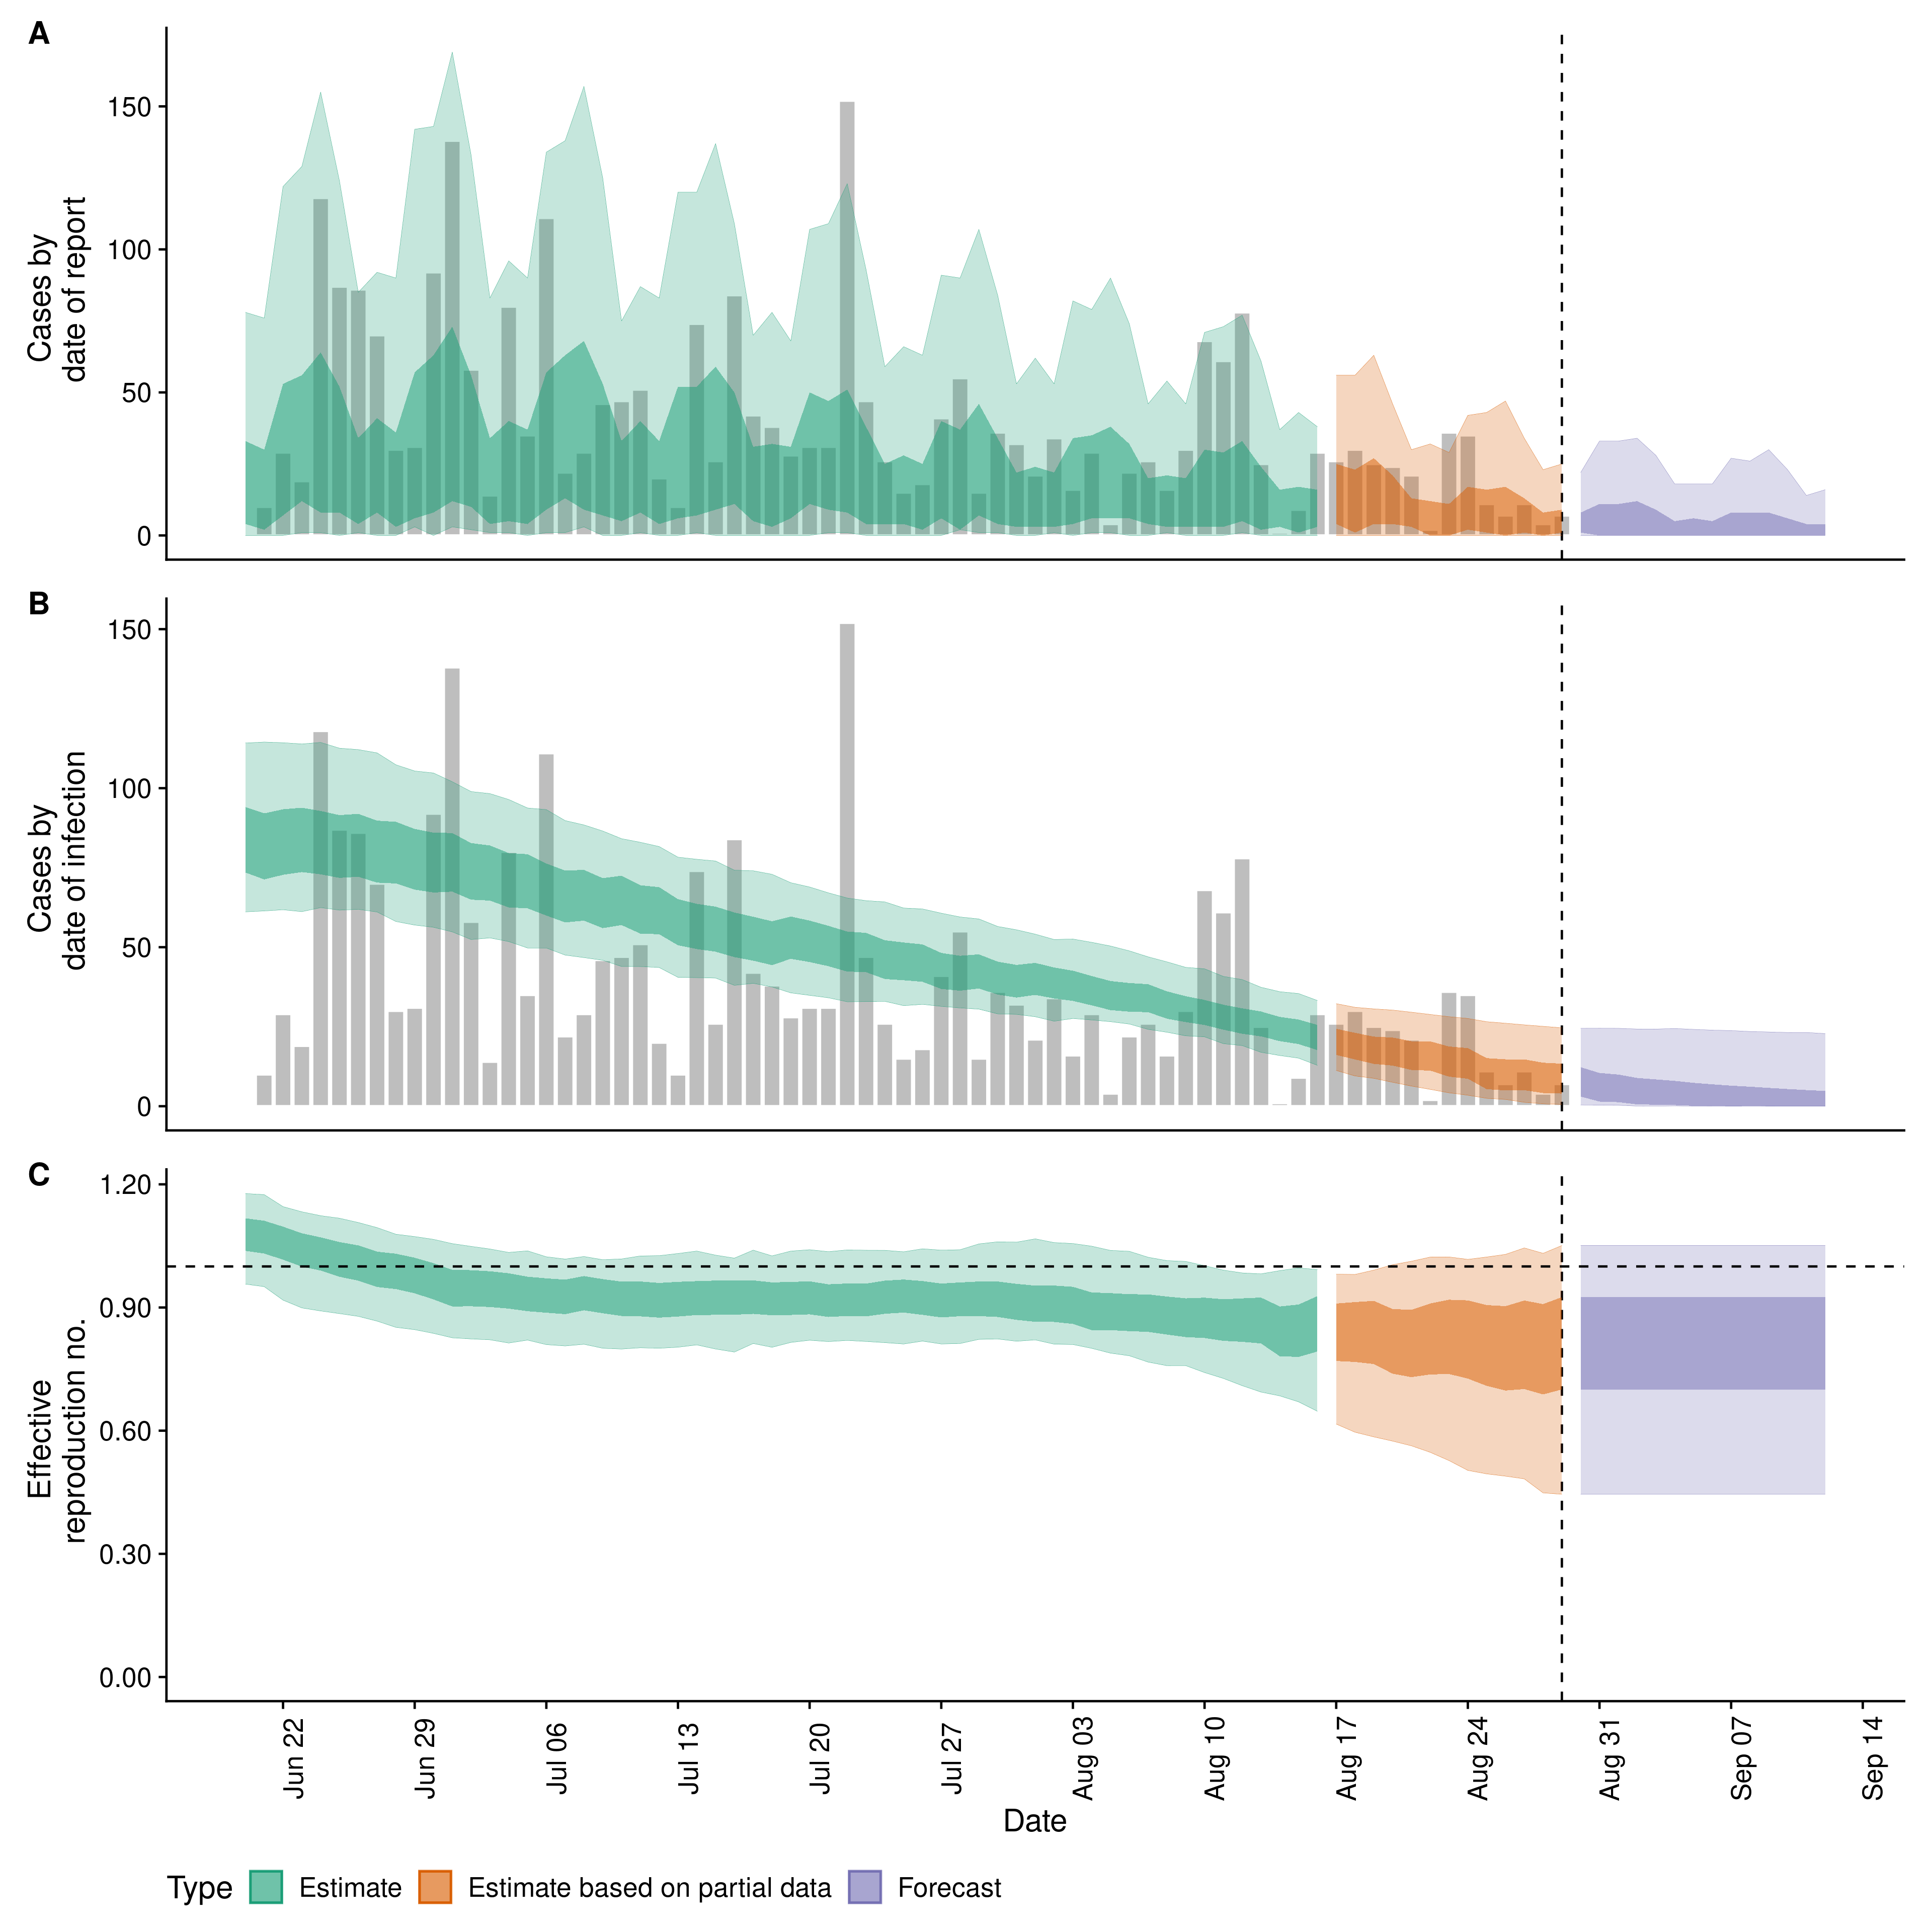 A
Cases by
date of report
150
100
50
0
B
Cases by
date of infection
150
100
50
0
C
Effective
reproduction no.
1.20
0.90
0.60
0.30
0.00
Jun 22
Jun 29
Jul 06
Jul 13
Jul 20
Jul 27
Aug 03
Aug 10
Aug 17
Aug 24
Aug 31
Sep 07
Sep 14
Date
Type Estimate Estimate based on partial data Forecast